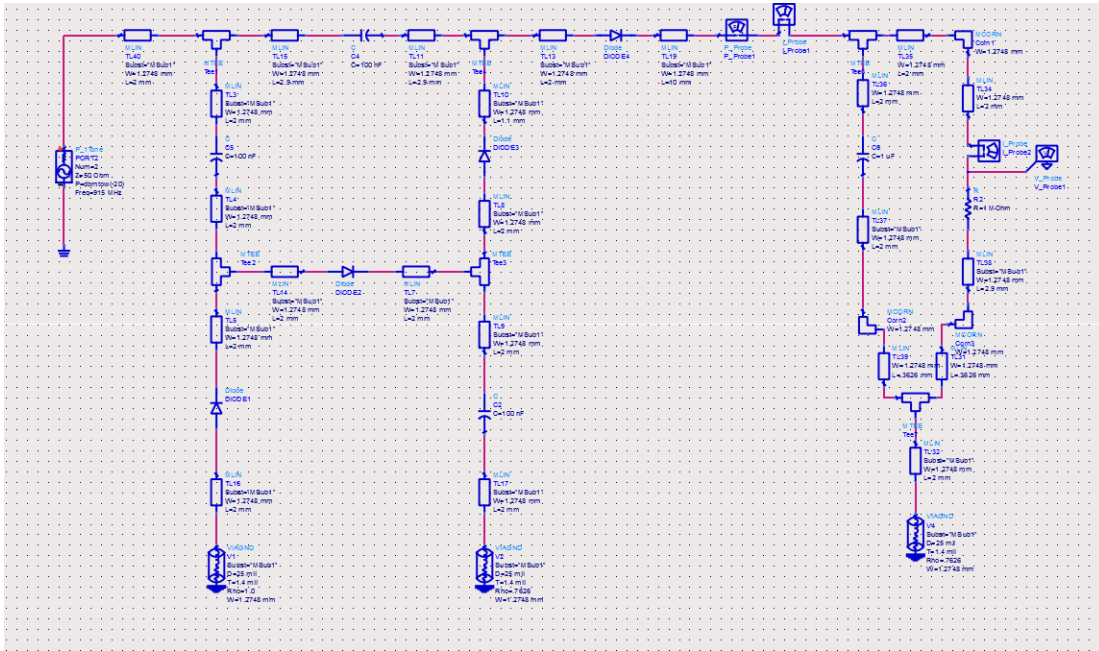 MLIN
TL40
Subst="MSub1"
W=1.2748 mm
L=2 mm
MTEE
Tee1
MLIN
TL15
Subst="MSub1"
W=1.2748 mm
L=2.9 mm
C
C4
C=100 nF
MLIN
TL11
Subst="MSub1"
W=1.2748 mm
L=2.9 mm
MTEE
MLIN
TL13
Subst="MSub1"
W=1.2748 mm
L=2 mm
Diode
DIODE4
MLIN
TL19
Subst="MSub1"
W=1.2748 mm
L=10 mm
P_Probe
P_Probe1
I_Probe
I_Probe1
MTEE
MLIN
TL35
W=1.2748 mm
L=2 mm
MCORN
Corn1
W=1.2748 mm
MLIN
TL3
Subst="MSub1"
W=1.2748 mm
L=2 mm
MLIN
TL10
Subst="MSub1"
W=1.2748 mm
L=1.1 mm
MLIN
TL36
W=1.2748 mm
L=2 mm
MLIN
TL34
W=1.2748 mm
L=2 mm
P_1Tone
PORT2
Num=2
Z=50 Ohm
P=dbmtow(-20)
Freq=915 MHz
C
C5
C=100 nF
Diode
DIODE3
C
C6
C=1 uF
I_Probe
I_Probe2
V_Probe
V_Probe1
MLIN
TL4
Subst="MSub1"
W=1.2748 mm
L=2 mm
MLIN
TL8
Subst="MSub1"
W=1.2748 mm
L=2 mm
MLIN
TL37
Subst="MSub1"
W=1.2748 mm
L=2 mm
R
R2
R=1 MOhm
MTEE
Tee2
MLIN
TL14
Subst="MSub1"
W=1.2748 mm
L=2 mm
Diode
DIODE2
MLIN
TL7
Subst="MSub1"
W=1.2748 mm
L=2 mm
MTEE
Tee3
MLIN
TL38
W=1.2748 mm
L=2.9 mm
MLIN
TL5
Subst="MSub1"
W=1.2748 mm
L=2 mm
MLIN
TL9
Subst="MSub1"
W=1.2748 mm
L=2 mm
MCORN
Corn2
W=1.2748 mm
MCORN
Corn3
W=1.2748 mm
MLIN
TL39
W=1.2748 mm
L=.3626 mm
MLIN
TL31
W=1.2748 mm
L=.3626 mm
Diode
DIODE1
C
C2
C=100 nF
MTEE
Tee7
MLIN
TL32
W=1.2748 mm
L=2 mm
MLIN
TL16
Subst="MSub1"
W=1.2748 mm
L=2 mm
MLIN
TL17
Subst="MSub1"
W=1.2748 mm
L=2 mm
VIAGND
V1
Subst="MSub1"
D=25 mil
T=1.4 mil
Rho=1.0
W=1.2748 mm
VIAGND
V2
Subst="MSub1"
D=25 mil
T=1.4 mil
Rho=.7626
W=1.2748 mm
VIAGND
V4
Subst="MSub1"
D=25 mil
T=1.4 mil
Rho=.7626
W=1.2748 mm